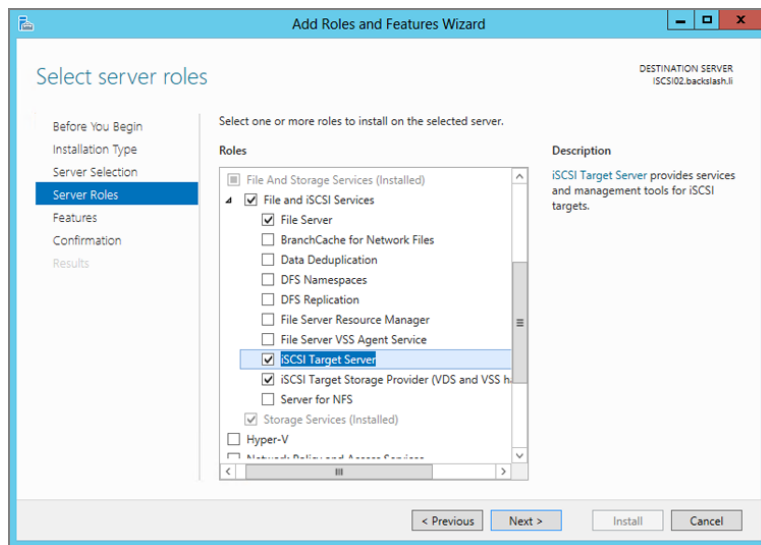 Add Roles and Features Wizard
Select server roles
DESTINATION SERVER
iSCSI02.backslash.li
Before You Begin
Installation Type
Server Selection
Server Roles
Features
Confirmation
Results
Select one or more roles to install on the selected server.
Roles
File And Storage Services (Installed)
File and iSCSI Services
File Server
BranchCache for Network Files
Data Deduplication
DFS Namespaces
DFS Replication
File Server Resource Manager
File Server VSS Agent Service
iSCSI Target Server
iSCSI Target Storage Provider (VDS and VSS h
Server for NFS
Storage Services (Installed)
Hyper-V
Network Policy and Access Services
Description
iSCSI Target Server provides services
and management tools for iSCSI
targets.
< Previous
Next >
Install
Cancel